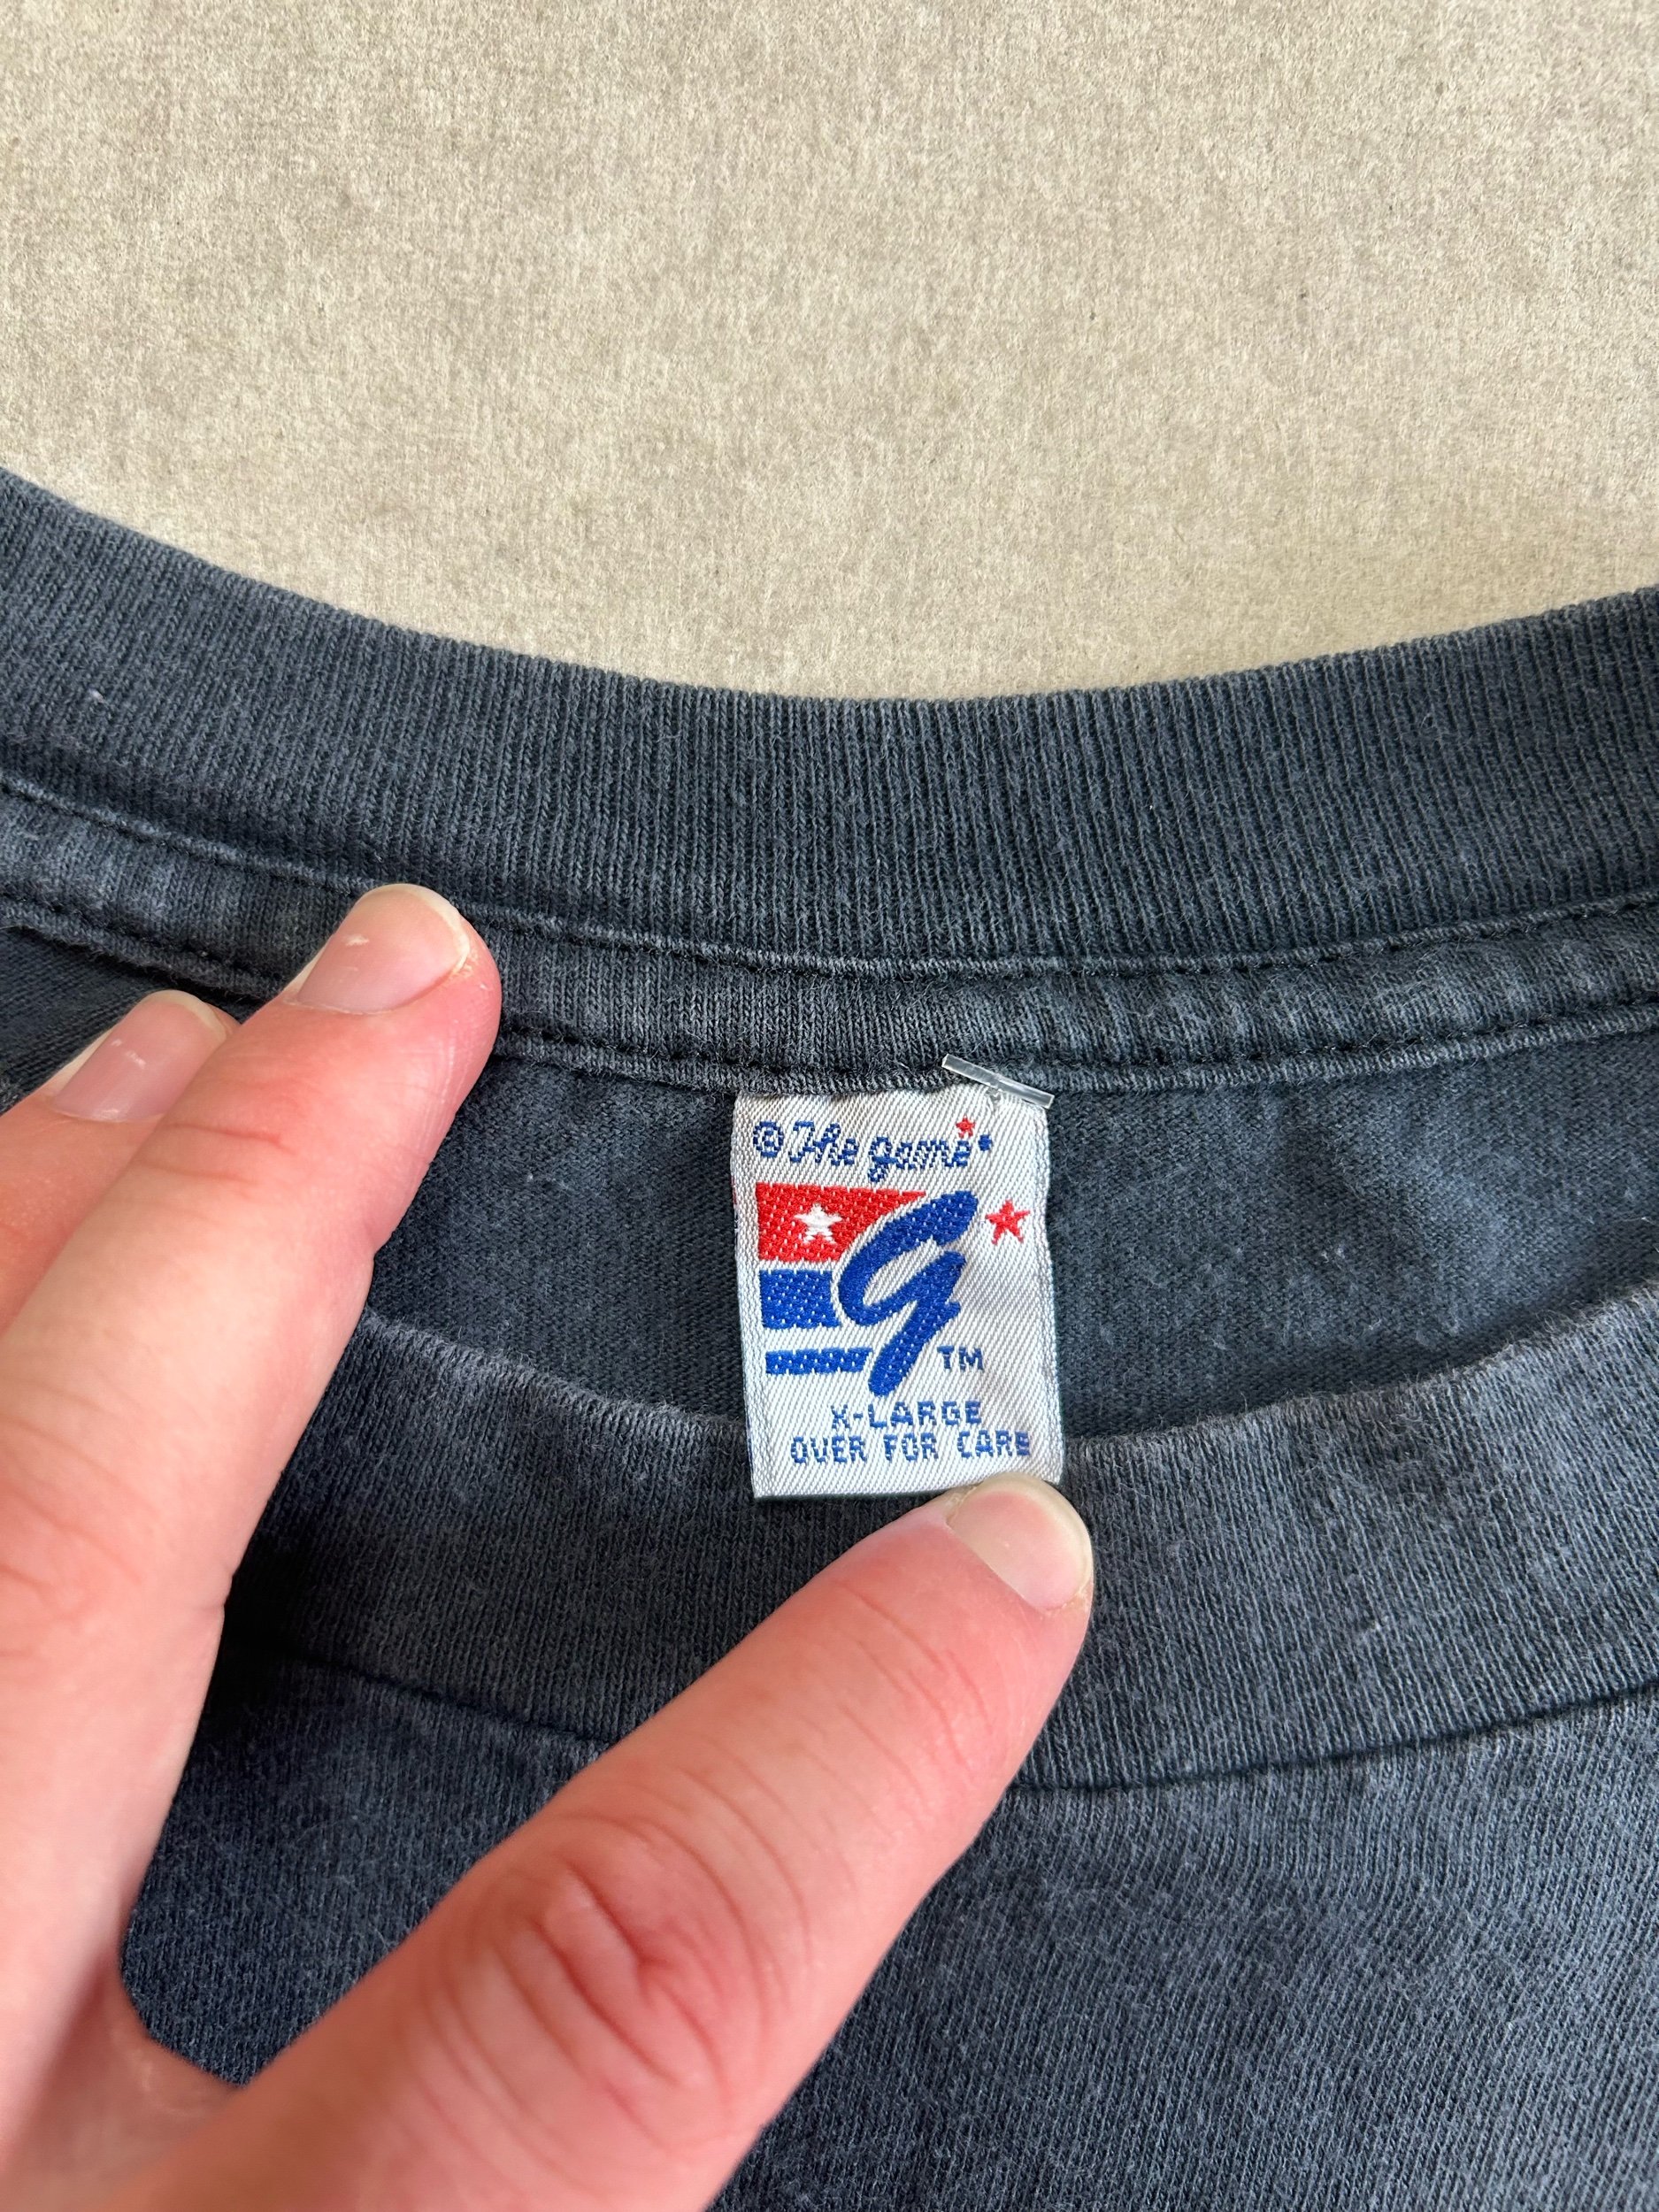 © The game
g TM
X-LARGE
OVER FOR CARE